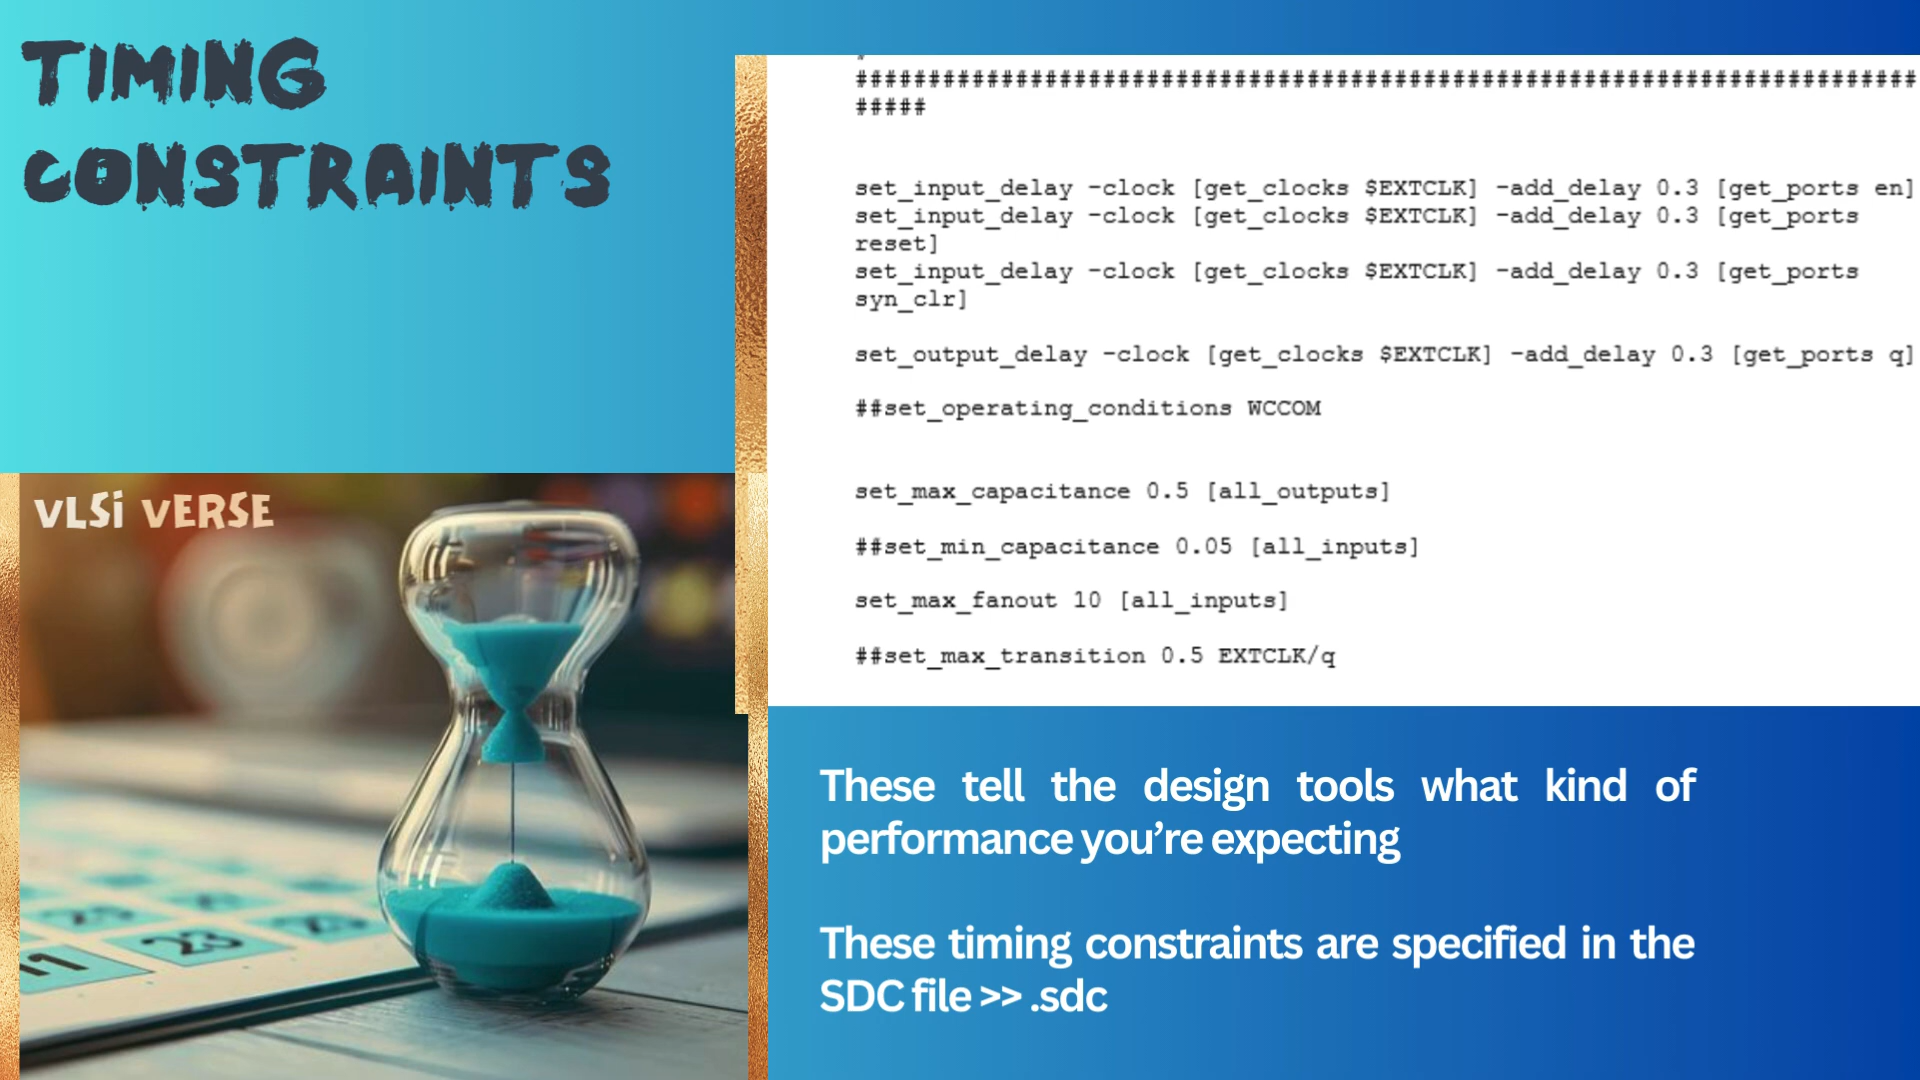 TIMING
CONSTRAINTS
#########################################################################
#####
set_input_delay -clock [get_clocks $EXTCLK] -add_delay 0.3 [get_ports en]
set_input_delay -clock [get_clocks $EXTCLK] -add_delay 0.3 [get_ports
reset]
set_input_delay -clock [get_clocks $EXTCLK] -add_delay 0.3 [get_ports
syn_clr]
set_output_delay -clock [get_clocks $EXTCLK] -add_delay 0.3 [get_ports q]
##set_operating_conditions WCCOM
set_max_capacitance 0.5 [all_outputs]
##set_min_capacitance 0.05 [all_inputs]
set_max_fanout 10 [all_inputs]
##set_max_transition 0.5 EXTCLK/q
VLSi VERSE
23
11
These tell the design tools what kind of
performance you're expecting
These timing constraints are specified in the
SDC file >> .sdc